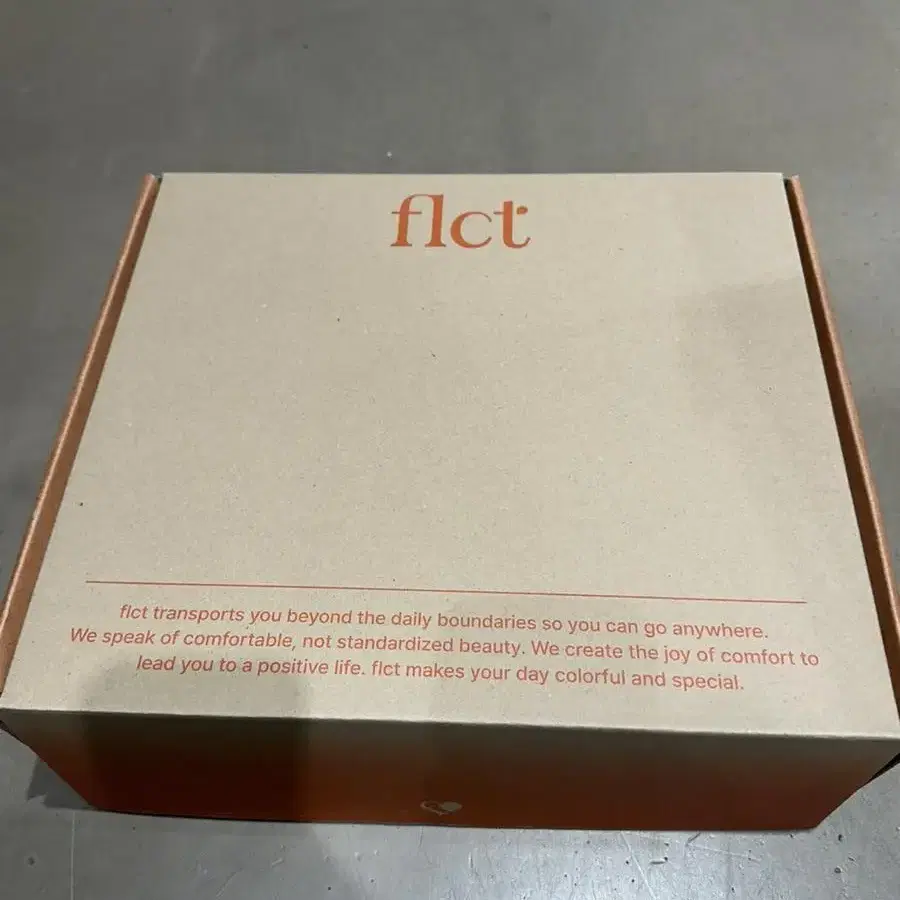 flct
flct transports you beyond the daily boundaries so you can go anywhere.
We speak of comfortable, not standardized beauty. We create the joy of comfort to
lead you to a positive life. flct makes your day colorful and special.